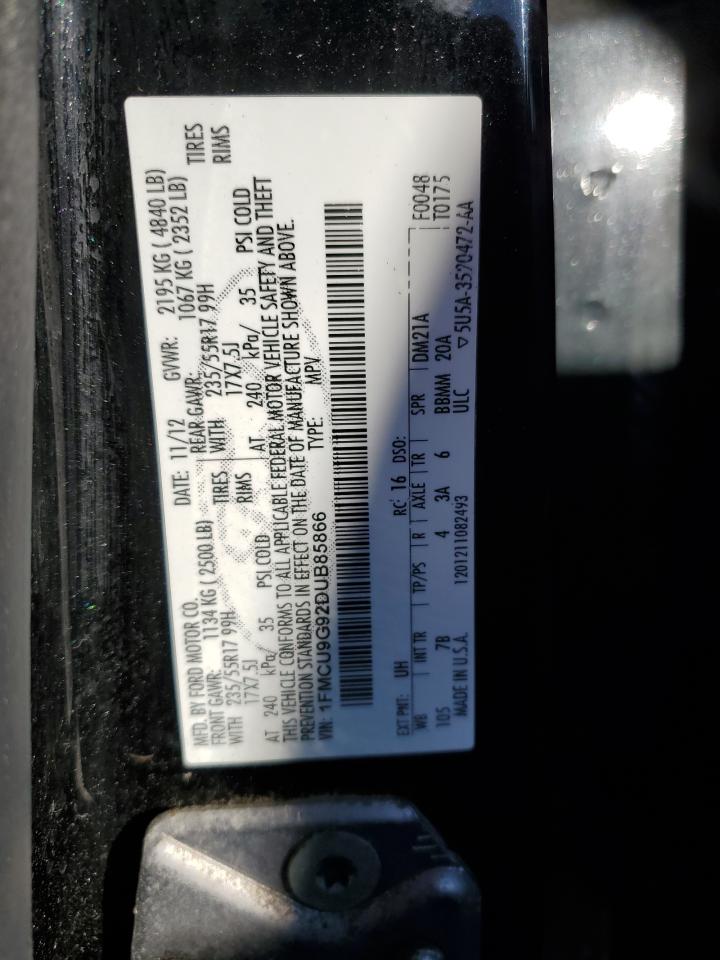 MFD. BY FORD MOTOR CO. DATE: 11/12 GVWR: 2195 KG ( 4840 LB)
FRONT GAWR: 1134 KG ( 2500 LB) REAR GAWR: 1067 KG ( 2352 LB)
WITH 235/55R17 99H TIRES WITH 235/55R17 99H TIRES
17X7.5J RIMS 17X7.5J RIMS
AT 240 kPa/ 35 PSI COLD AT 240 kPa/ 35 PSI COLD
THIS VEHICLE CONFORMS TO ALL APPLICABLE FEDERAL MOTOR VEHICLE SAFETY AND THEFT
PREVENTION STANDARDS IN EFFECT ON THE DATE OF MANUFACTURE SHOWN ABOVE.
VIN: 1FMCU9G92DUB85866 TYPE: MPV
EXT PNT: UH RC: 16 DSO: F0048
WB INT TR TP/PS R AXLE TR SPR DM21A T0175
105 7B 4 3A 6 BBMM 20A
MADE IN U.S.A. 1201211082493 ULC ▽5U5A-3520472-AA